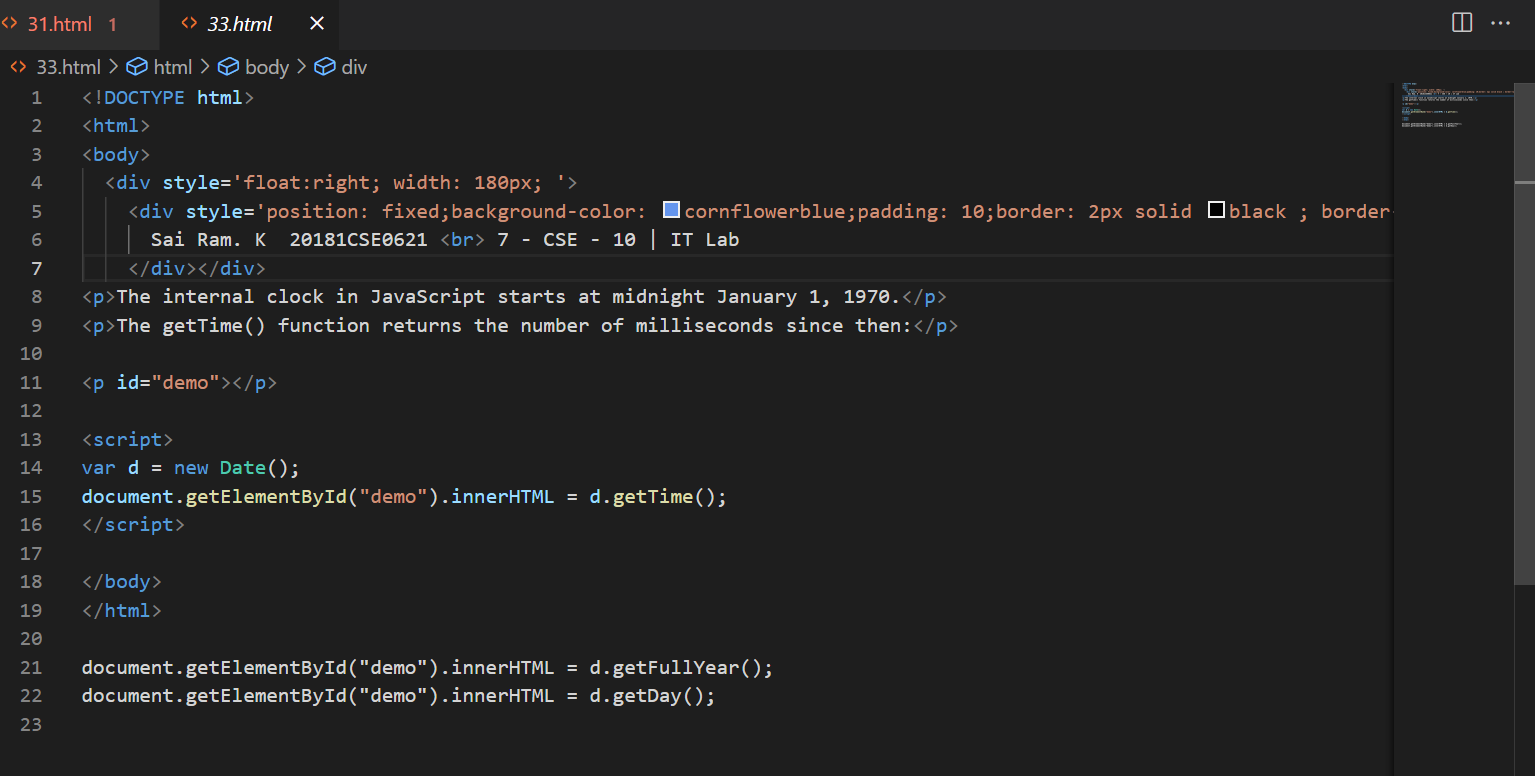 31.html 1 33.html
33.html html body div
1 <!DOCTYPE html>
2 <html>
3 <body>
4 <div style='float:right; width: 180px; '>
5 <div style='position: fixed;background-color: cornflowerblue;padding: 10;border: 2px solid black ; border
6 Sai Ram. K  20181CSE0621 <br> 7 - CSE - 10 | IT Lab
7 </div></div>
8 <p>The internal clock in JavaScript starts at midnight January 1, 1970.</p>
9 <p>The getTime() function returns the number of milliseconds since then:</p>
10
11 <p id="demo"></p>
12
13 <script>
14 var d = new Date();
15 document.getElementById("demo").innerHTML = d.getTime();
16 </script>
17
18 </body>
19 </html>
20
21 document.getElementById("demo").innerHTML = d.getFullYear();
22 document.getElementById("demo").innerHTML = d.getDay();
23